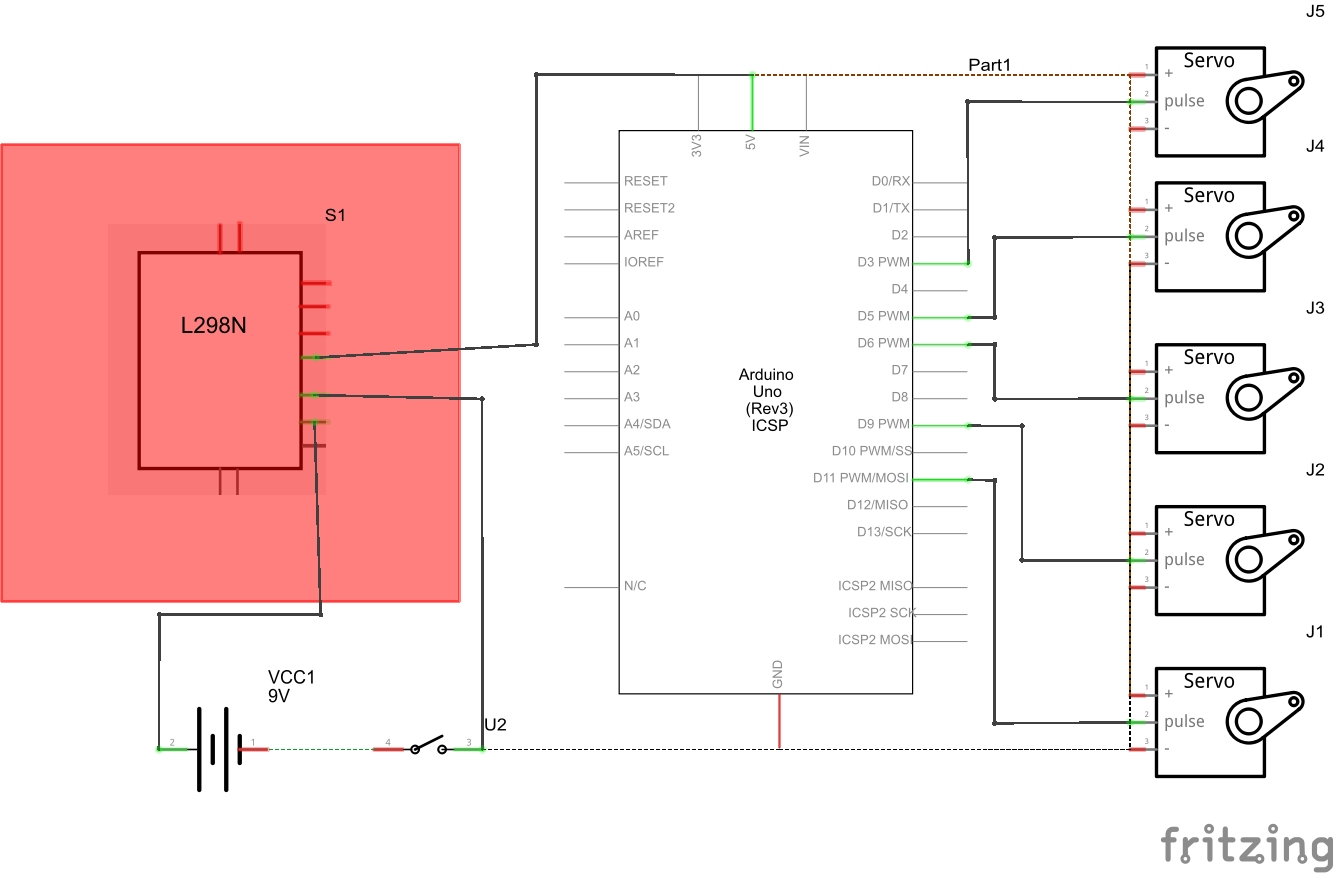 J5
Part1
1
+
Servo
2
pulse
3
-
J4
1
+
Servo
2
pulse
3
-
J3
1
+
Servo
2
pulse
3
-
J2
1
+
Servo
2
pulse
3
-
J1
1
+
Servo
2
pulse
3
-
S1
L298N
3V3
5V
VIN
RESET
RESET2
AREF
IOREF
A0
A1
A2
A3
A4/SDA
A5/SCL
N/C
Arduino
Uno
(Rev3)
ICSP
D0/RX
D1/TX
D2
D3 PWM
D4
D5 PWM
D6 PWM
D7
D8
D9 PWM
D10 PWM/SS
D11 PWM/MOSI
D12/MISO
D13/SCK
ICSP2 MISO
ICSP2 SCK
ICSP2 MOSI
GND
VCC1
9V
2
1
U2
4
3
fritzing